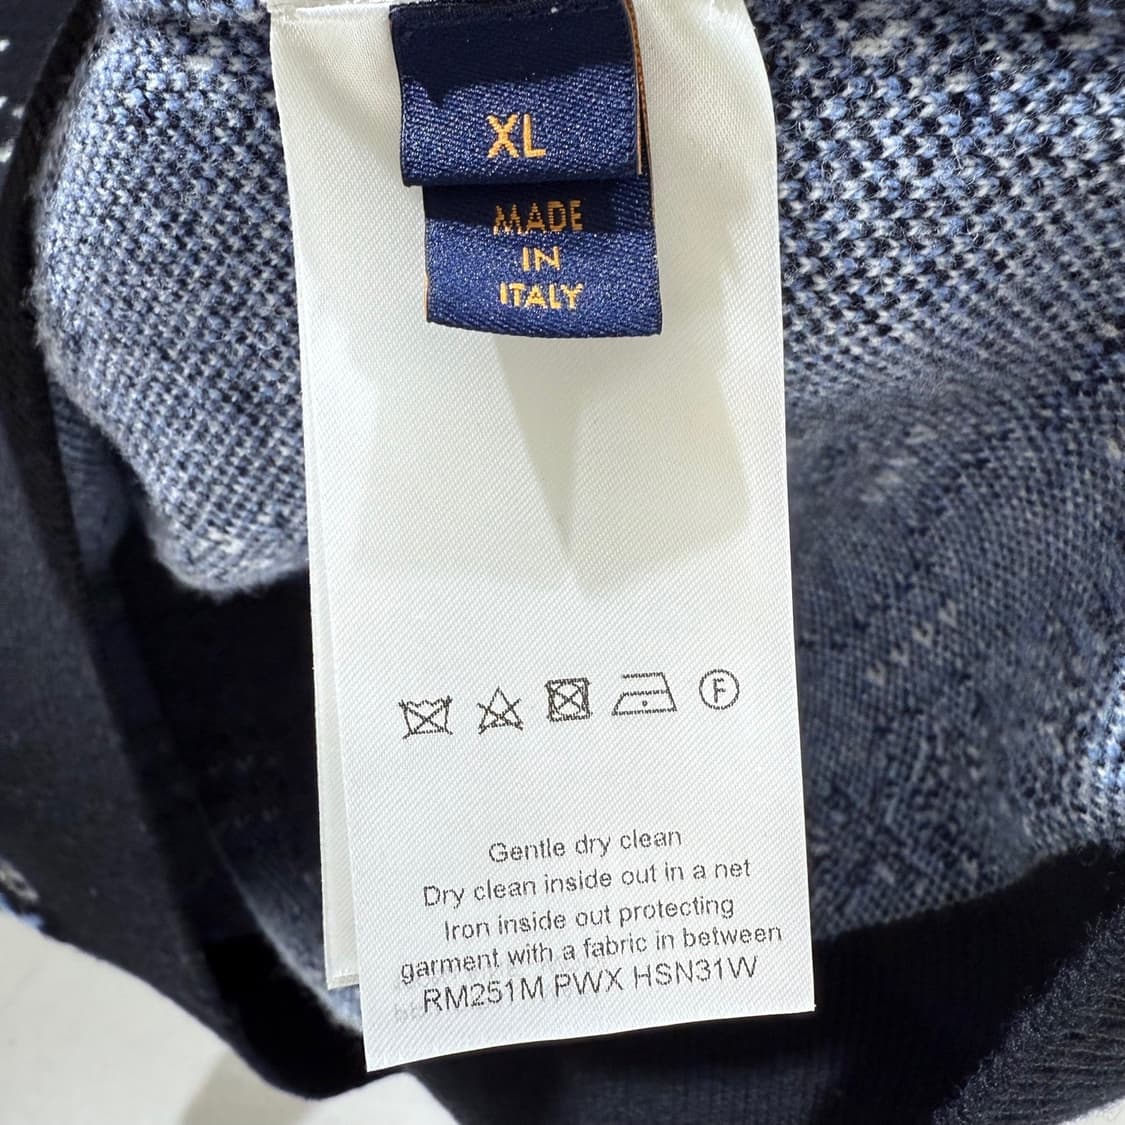 XL
MADE
IN
ITALY
F
Gentle dry clean
Dry clean inside out in a net
Iron inside out protecting
garment with a fabric in between
RM251M PWX HSN31W